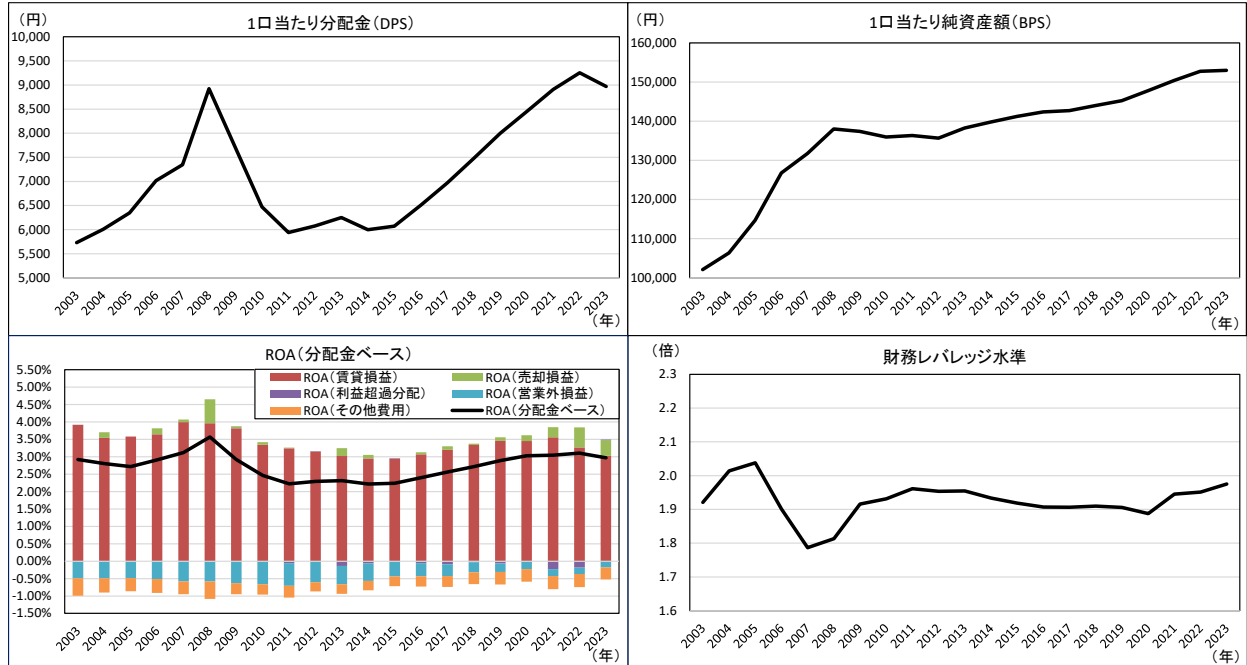 (円)
1口当たり分配金(DPS)
10,000
9,500
9,000
8,500
8,000
7,500
7,000
6,500
6,000
5,500
5,000
2003 2004 2005 2006 2007 2008 2009 2010 2011 2012 2013 2014 2015 2016 2017 2018 2019 2020 2021 2022 2023
(年)
(円)
1口当たり純資産額(BPS)
160,000
150,000
140,000
130,000
120,000
110,000
100,000
2003 2004 2005 2006 2007 2008 2009 2010 2011 2012 2013 2014 2015 2016 2017 2018 2019 2020 2021 2022 2023
(年)
ROA(分配金ベース)
ROA(賃貸損益) ROA(売却損益)
ROA(利益超過分配) ROA(営業外損益)
ROA(その他費用) ROA(分配金ベース)
5.50%
5.00%
4.50%
4.00%
3.50%
3.00%
2.50%
2.00%
1.50%
1.00%
0.50%
0.00%
-0.50%
-1.00%
-1.50%
2003 2004 2005 2006 2007 2008 2009 2010 2011 2012 2013 2014 2015 2016 2017 2018 2019 2020 2021 2022 2023
(年)
(倍)
財務レバレッジ水準
2.3
2.2
2.1
2.0
1.9
1.8
1.7
1.6
2003 2004 2005 2006 2007 2008 2009 2010 2011 2012 2013 2014 2015 2016 2017 2018 2019 2020 2021 2022 2023
(年)